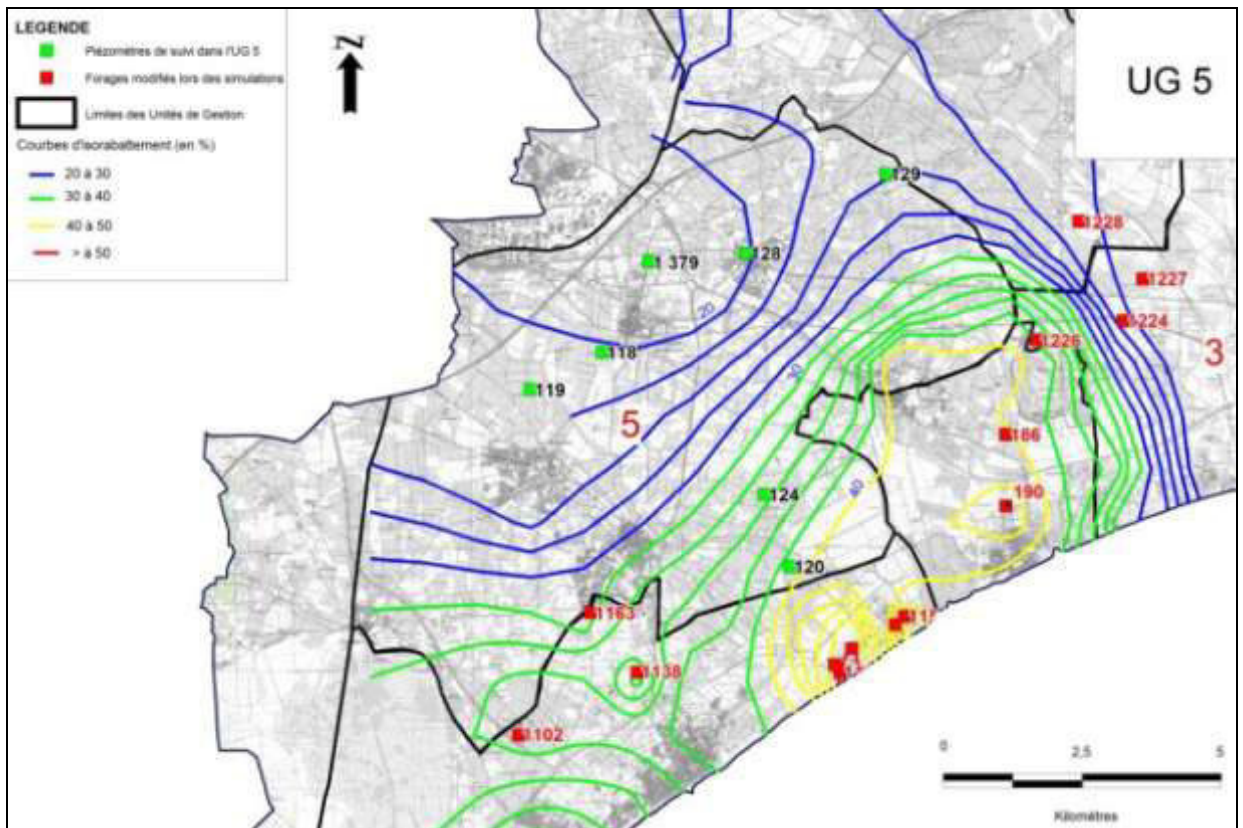 LEGENDE
Piézomètres de suivi dans l'UG 5
Forages modifiés lors des simulations
Limites des Unités de Gestion
Courbes d'isorabattement (en %)
20 à 30
30 à 40
40 à 50
> à 50
N
UG 5
129
1228
128
1 379
1227
20
1224
1226
118
3
30
119
5
186
40
124
190
120
1163
1138
1102
0 2,5 5
Kilomètres